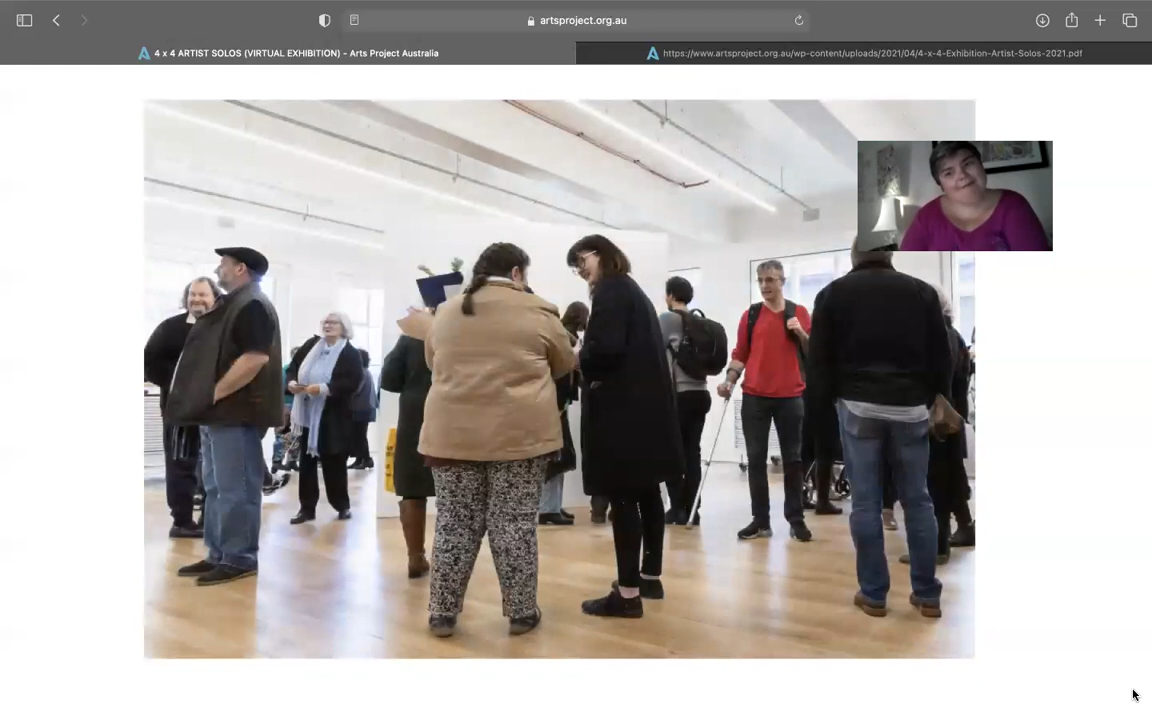 artsproject.org.au
4 x 4 ARTIST SOLOS (VIRTUAL EXHIBITION) – Arts Project Australia
https://www.artsproject.org.au/wp-content/uploads/2021/04/4-x-4-Exhibition-Artist-Solos-2021.pdf